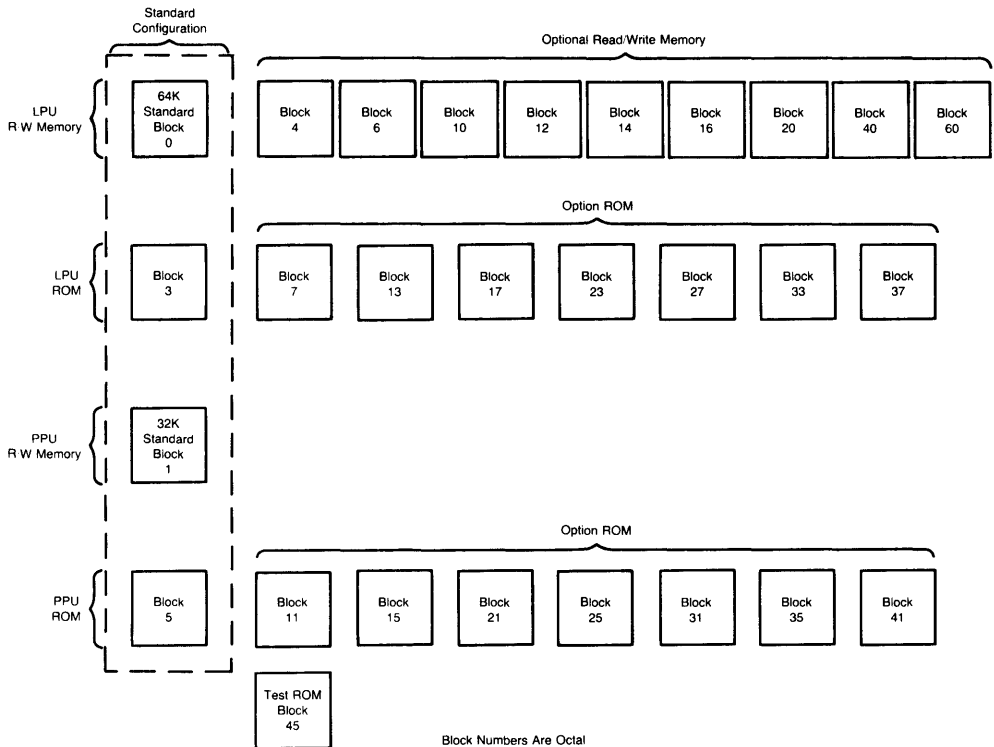 Standard
Configuration
Optional Read/Write Memory
LPU
R·W Memory
64K
Standard
Block
0
Block
4
Block
6
Block
10
Block
12
Block
14
Block
16
Block
20
Block
40
Block
60
Option ROM
LPU
ROM
Block
3
Block
7
Block
13
Block
17
Block
23
Block
27
Block
33
Block
37
PPU
R·W Memory
32K
Standard
Block
1
Option ROM
PPU
ROM
Block
5
Block
11
Block
15
Block
21
Block
25
Block
31
Block
35
Block
41
Test ROM
Block
45
Block Numbers Are Octal